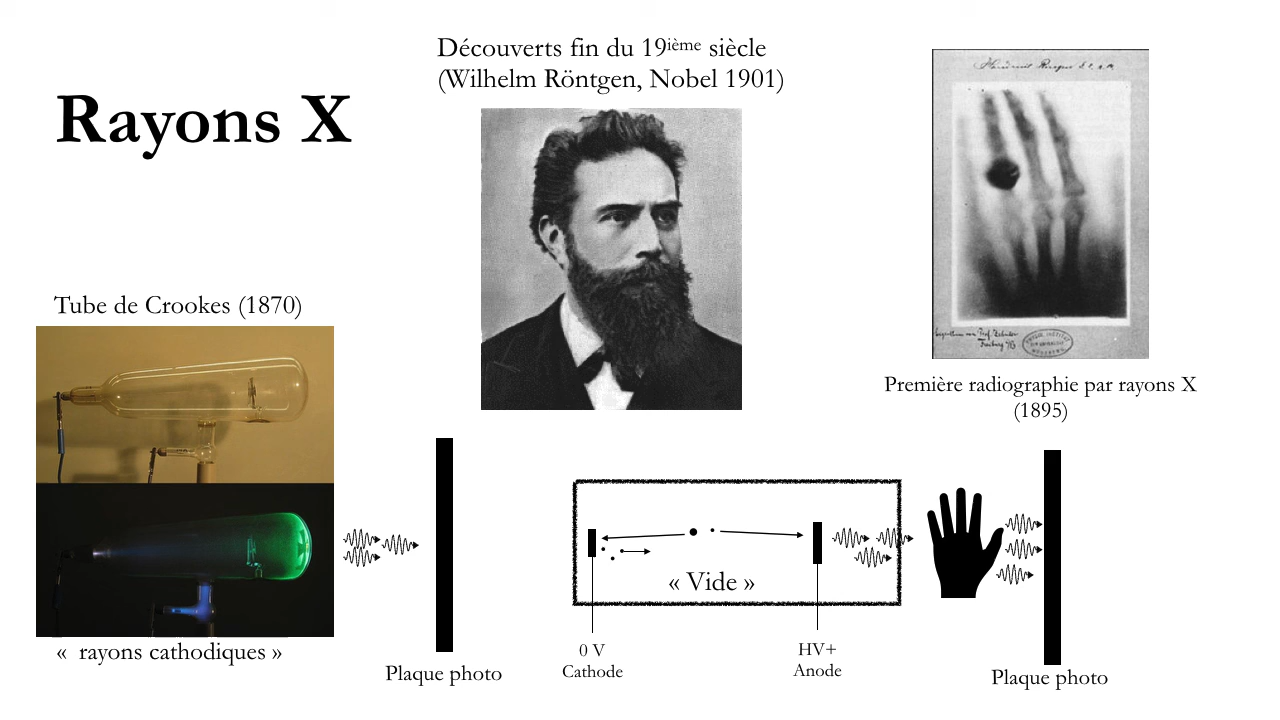 Rayons X
Découverts fin du 19ième siècle
(Wilhelm Röntgen, Nobel 1901)
Première radiographie par rayons X
(1895)
Tube de Crookes (1870)
« rayons cathodiques »
Plaque photo
« Vide »
0 V
Cathode
HV+
Anode
Plaque photo